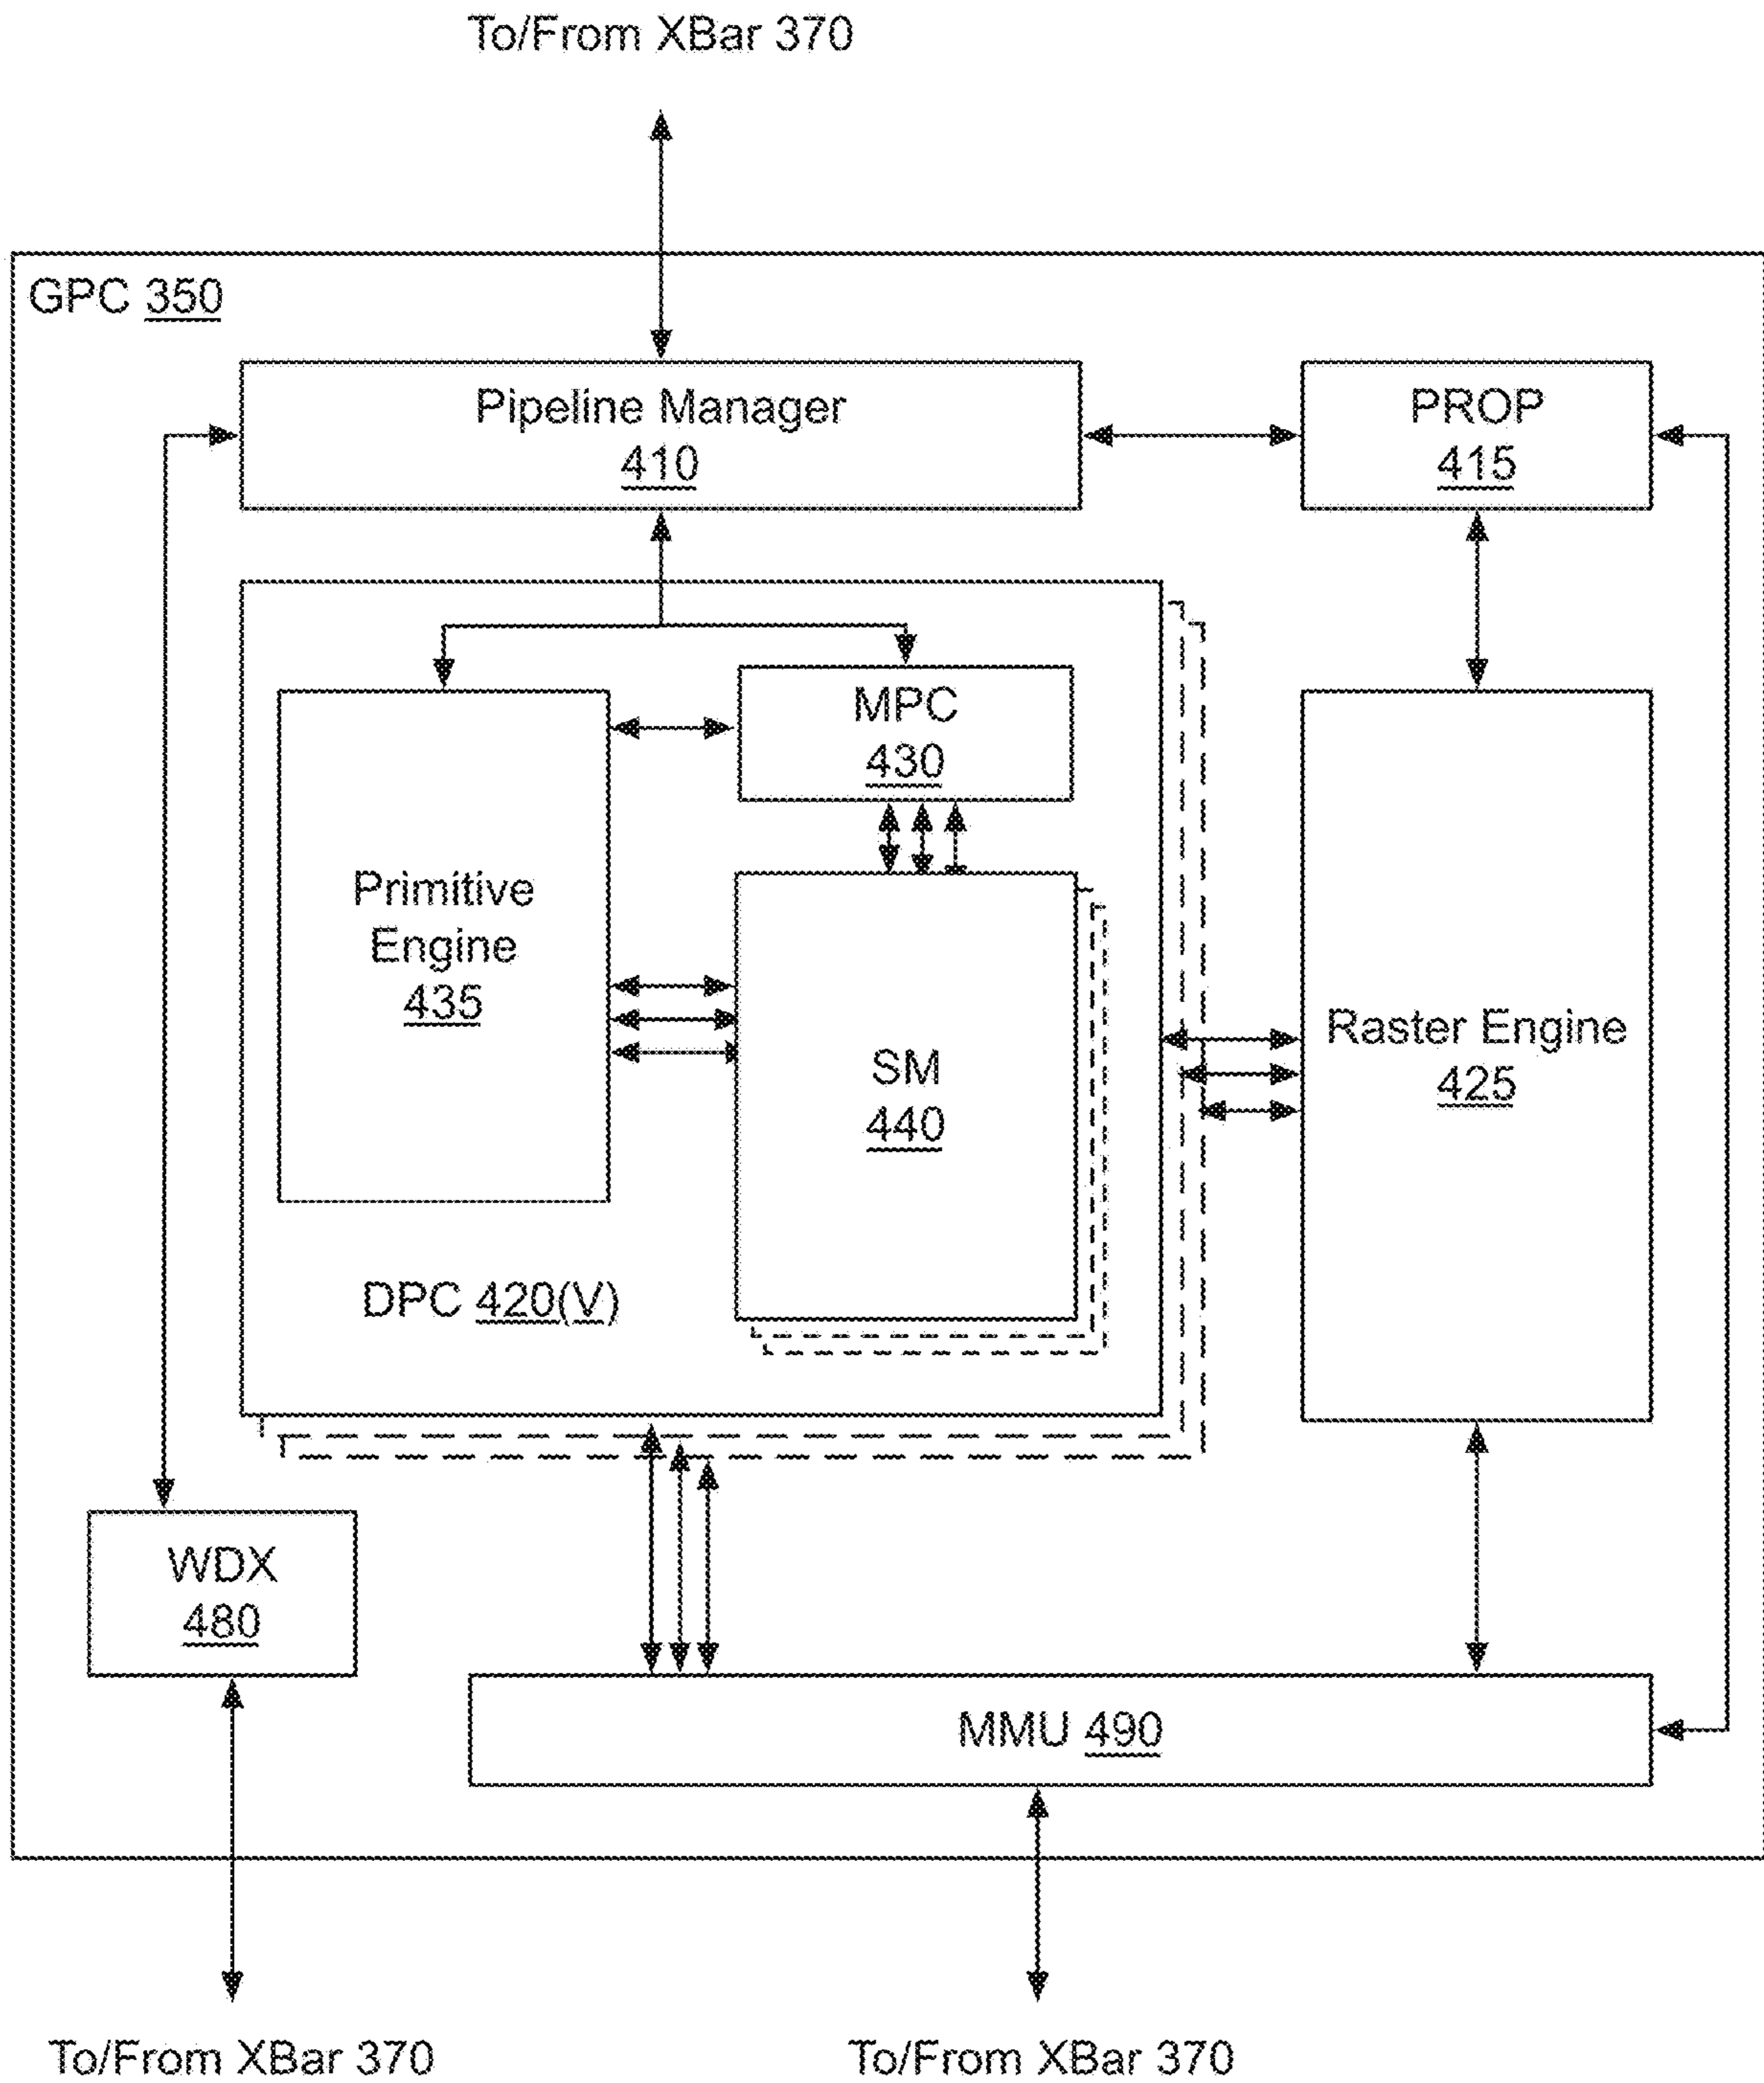 To/From XBar 370
GPC 350
Pipeline Manager
410
PROP
415
MPC
430
Primitive
Engine
435
SM
440
Raster Engine
425
DPC 420(V)
WDX
480
MMU 490
To/From XBar 370
To/From XBar 370